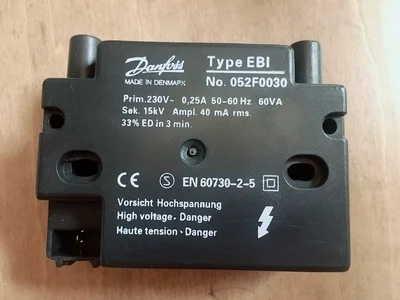 Danfoss
MADE IN DENMARK
Type EBI
No. 052F0030
Prim. 230V~ 0,25A 50-60 Hz 60VA
Sek. 15kV Ampl. 40 mA rms.
33% ED in 3 min.
CE S EN 60730-2-5
Vorsicht Hochspannung
High voltage. Danger
Haute tension. Danger